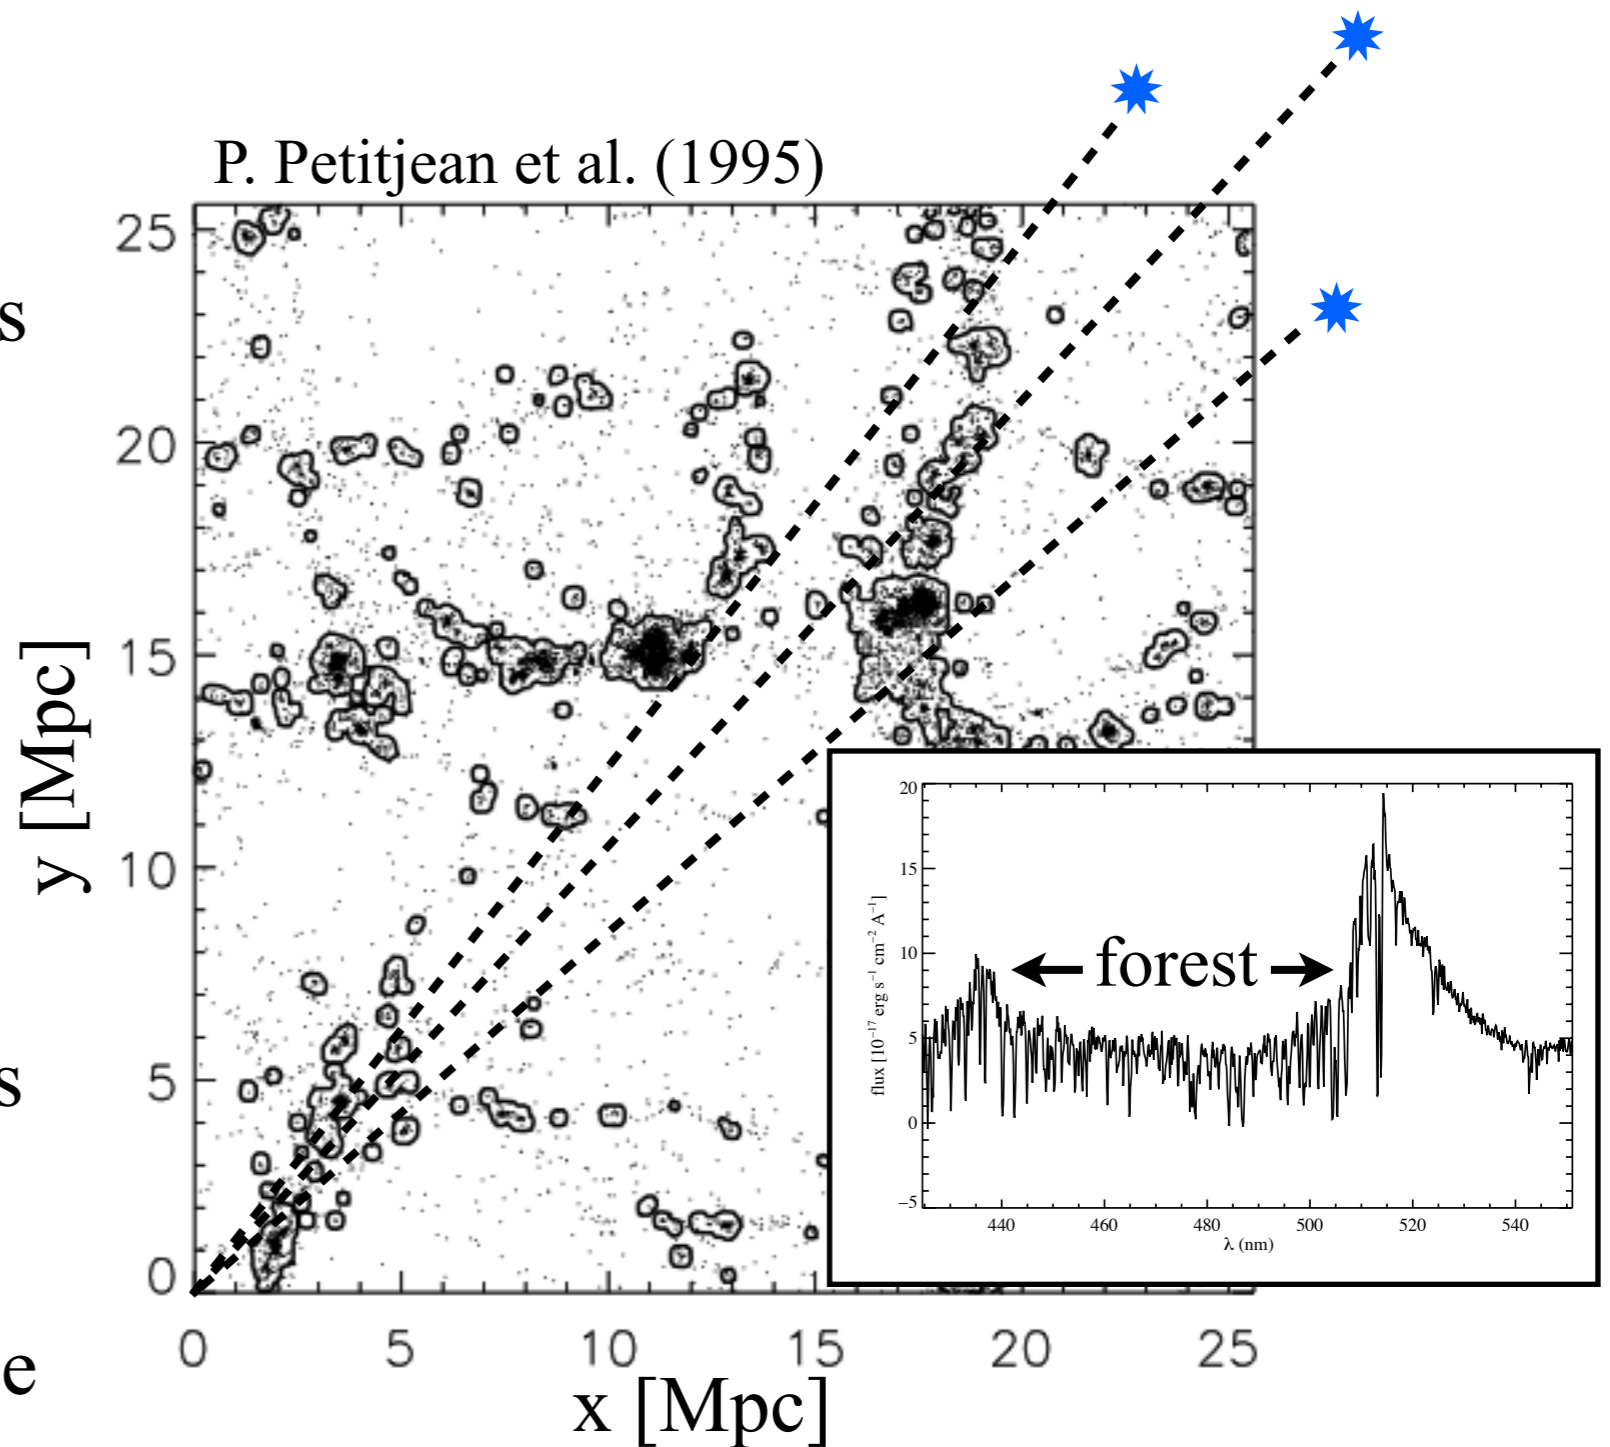 P. Petitjean et al. (1995)
s
s
e
y [Mpc]
25
20
15
10
5
0
0 5 10 15 20 25
x [Mpc]
flux [10⁻¹⁷ erg s⁻¹ cm⁻² A⁻¹]
20
15
10
5
0
−5
forest
440 460 480 500 520 540
λ (nm)